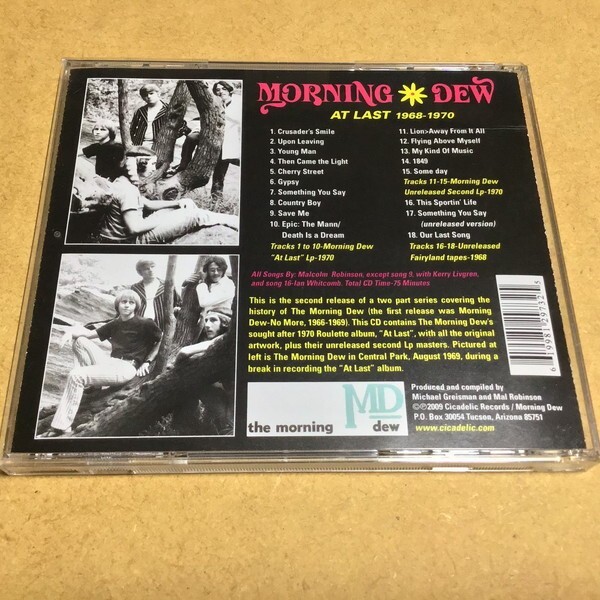 MORNING DEW
AT LAST 1968-1970
1. Crusader's Smile
2. Upon Leaving
3. Young Man
4. Then Came the Light
5. Cherry Street
6. Gypsy
7. Something You Say
8. Country Boy
9. Save Me
10. Epic: The Mann/
Death Is a Dream
Tracks 1 to 10-Morning Dew
"At Last" Lp-1970
11. Lion>Away From It All
12. Flying Above Myself
13. My Kind Of Music
14. 1849
15. Some day
Tracks 11-15-Morning Dew
Unreleased Second Lp-1970
16. This Sportin' Life
17. Something You Say
(unreleased version)
18. Our Last Song
Tracks 16-18-Unreleased
Fairyland tapes-1968
All Songs By: Malcolm Robinson, except song 9, with Kerry Livgren,
and song 16-Ian Whitcomb. Total CD Time-75 Minutes
This is the second release of a two part series covering the
history of The Morning Dew (the first release was Morning
Dew-No More, 1966-1969). This CD contains The Morning Dew's
sought after 1970 Roulette album, "At Last", with all the original
artwork, plus their unreleased second Lp masters. Pictured at
left is The Morning Dew in Central Park, August 1969, during a
break in recording the "At Last" album.
MD
the morning dew
Produced and compiled by
Michael Greisman and Mal Robinson
©℗2009 Cicadelic Records / Morning Dew
P.O. Box 30054 Tucson, Arizona 85751
www.cicadelic.com